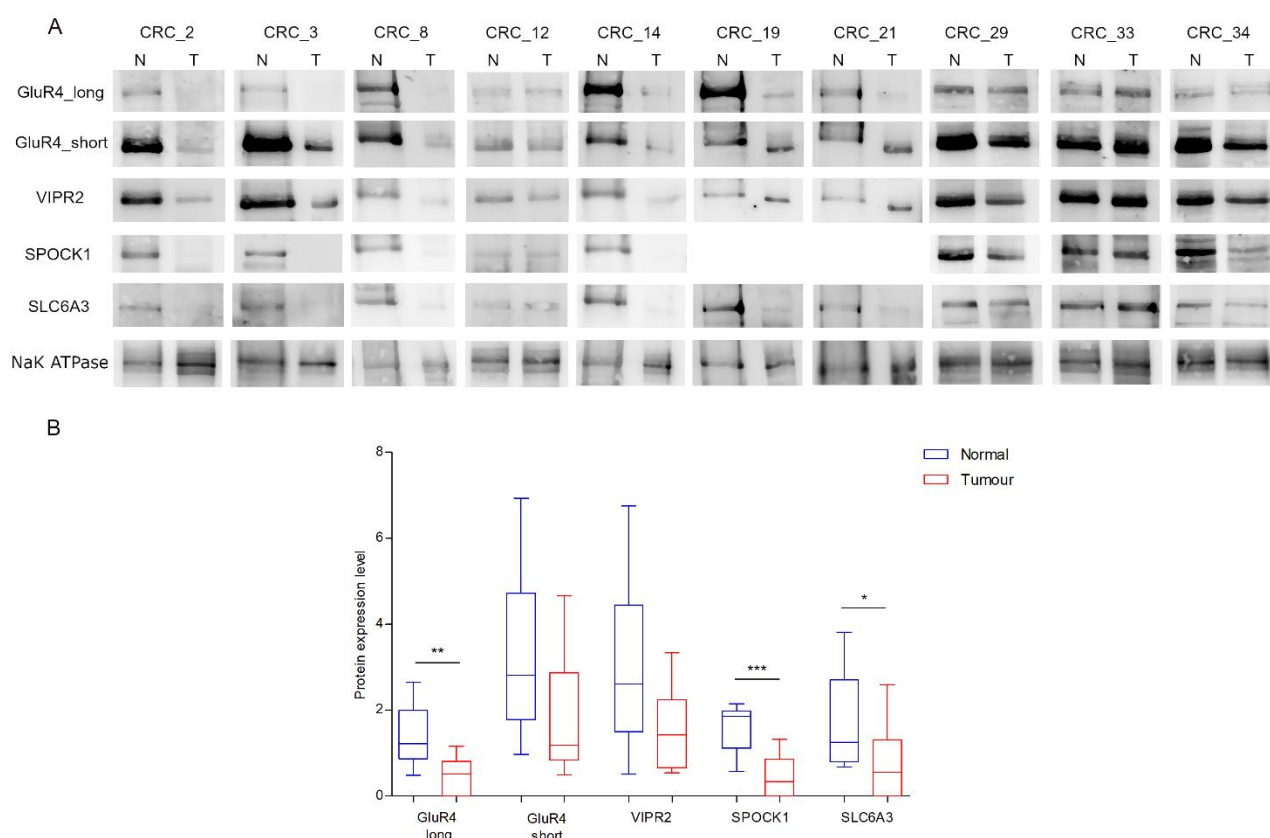 A
CRC_2 CRC_3 CRC_8 CRC_12 CRC_14 CRC_19 CRC_21 CRC_29 CRC_33 CRC_34
N T N T N T N T N T N T N T N T N T N T
GluR4_long
GluR4_short
VIPR2
SPOCK1
SLC6A3
NaK ATPase
B
Normal
Tumour
Protein expression level
8
6
4
2
0
**
***
*
GluR4 long
GluR4 short
VIPR2
SPOCK1
SLC6A3